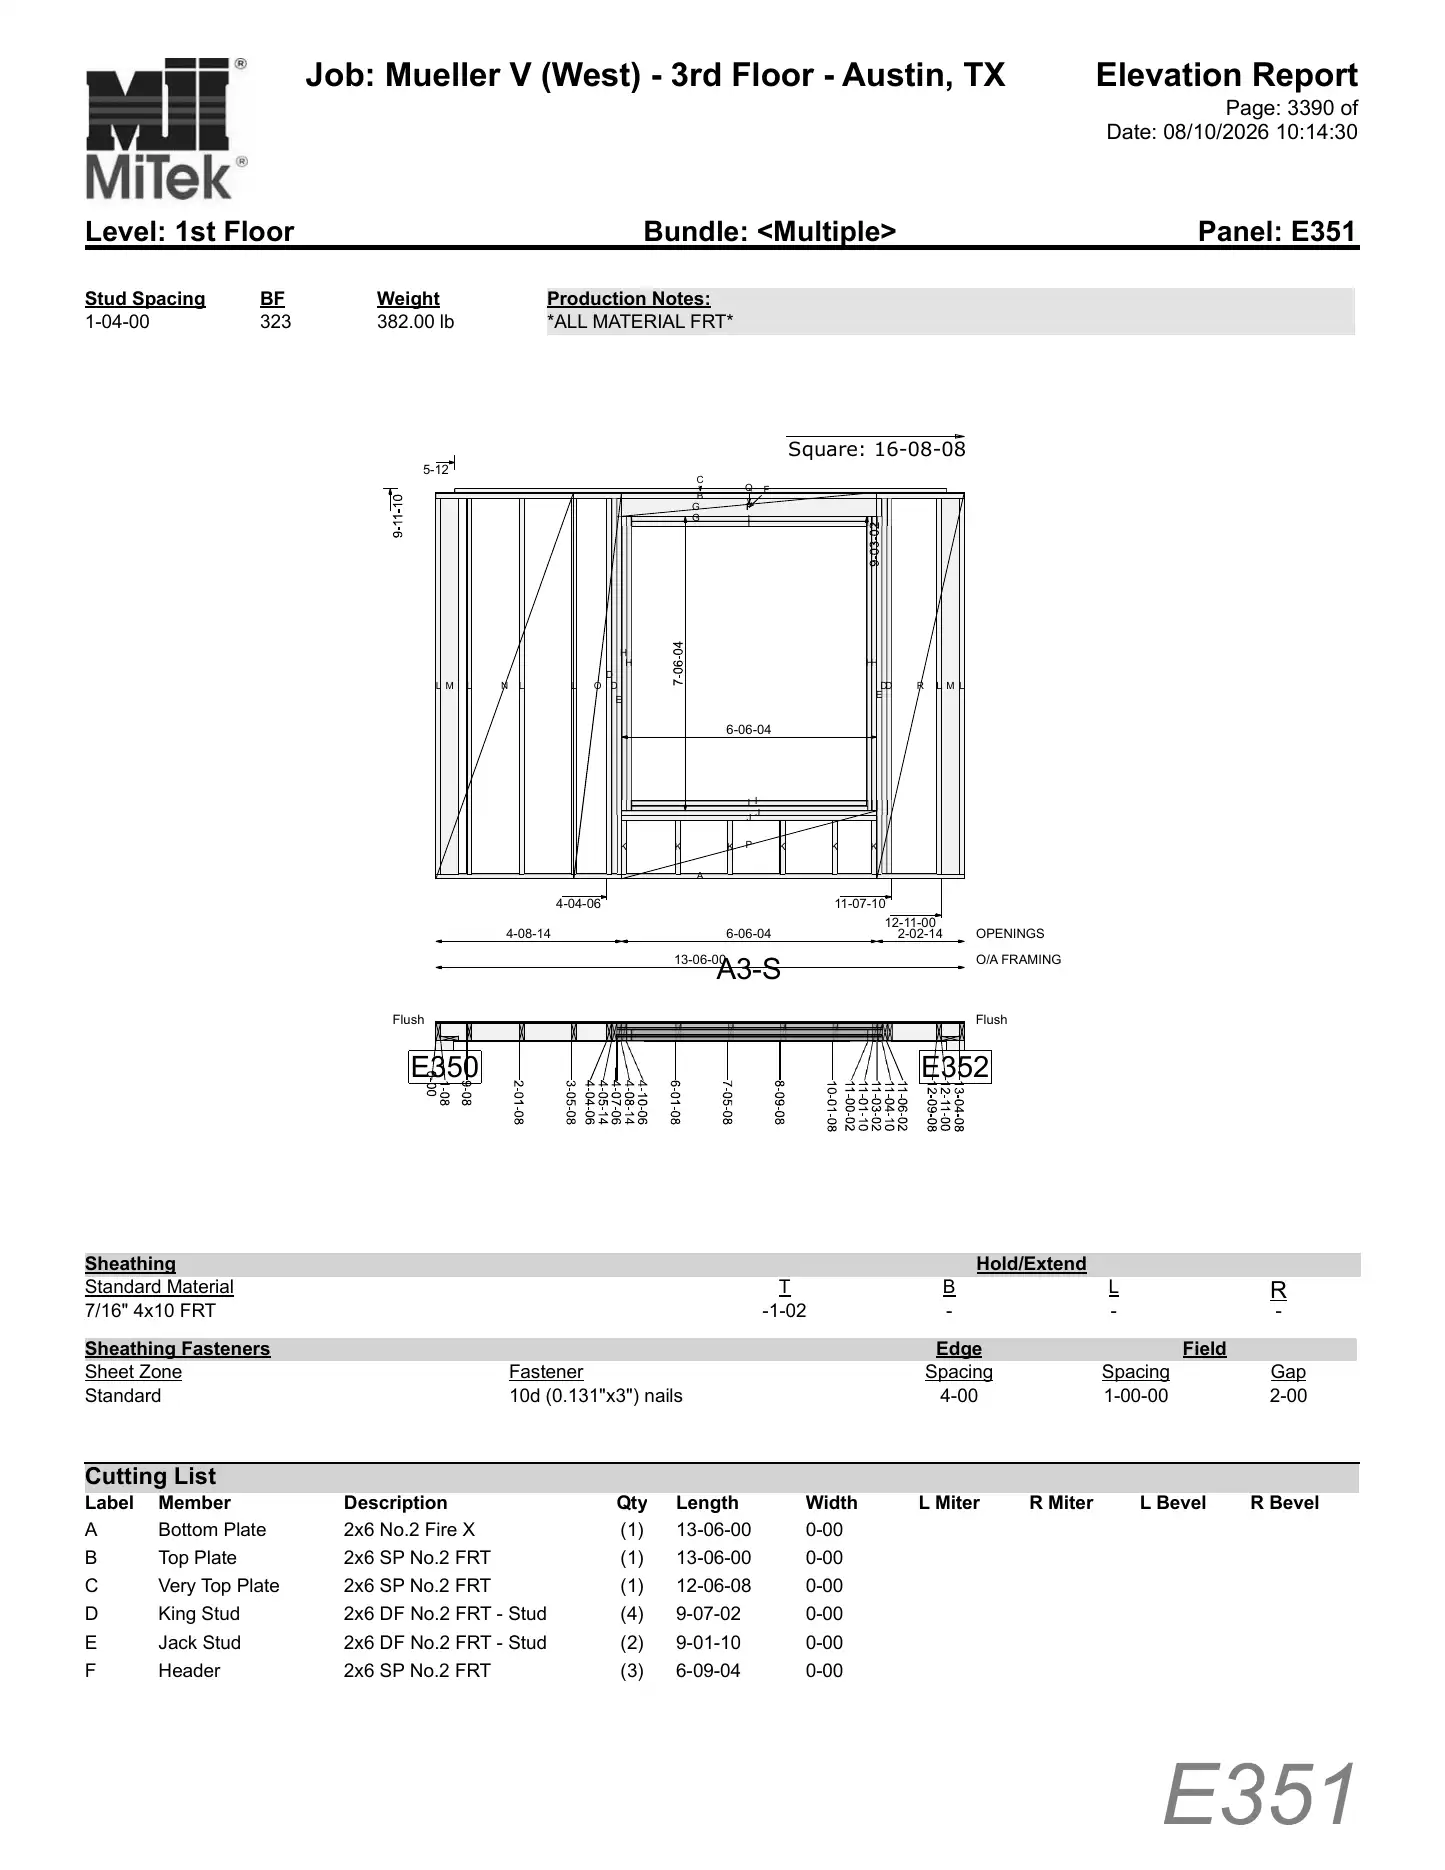 Job: Mueller V (West) - 3rd Floor - Austin, TX
Elevation Report
Page: 3390 of
Date: 08/10/2026 10:14:30
MiTek®
Level: 1st Floor Bundle: <Multiple> Panel: E351
Stud Spacing BF Weight Production Notes:
1-04-00 323 382.00 lb *ALL MATERIAL FRT*
Square: 16-08-08
5-12
9-11-10
C
Q F
G
G
9-03-02
7-06-04
H
H
D
L M L N L L O D
E
D D R L M L
E
6-06-04
I I
J
J
K K K P K K K
A
4-04-06 11-07-10
12-11-00
4-08-14 6-06-04 2-02-14 OPENINGS
13-06-00 O/A FRAMING
A3-S
Flush Flush
E350 E352
1-08
9-08
2-01-08
3-05-08
4-04-06
4-05-14
4-07-06
4-08-14
4-10-06
6-01-08
7-05-08
8-09-08
10-01-08
11-00-02
11-01-10
11-03-02
11-04-10
11-06-02
12-09-08
12-11-00
13-04-08
Sheathing Hold/Extend
Standard Material T B L R
7/16" 4x10 FRT -1-02 - - -
Sheathing Fasteners Edge Field
Sheet Zone Fastener Spacing Spacing Gap
Standard 10d (0.131"x3") nails 4-00 1-00-00 2-00
Cutting List
Label Member Description Qty Length Width L Miter R Miter L Bevel R Bevel
A Bottom Plate 2x6 No.2 Fire X (1) 13-06-00 0-00
B Top Plate 2x6 SP No.2 FRT (1) 13-06-00 0-00
C Very Top Plate 2x6 SP No.2 FRT (1) 12-06-08 0-00
D King Stud 2x6 DF No.2 FRT - Stud (4) 9-07-02 0-00
E Jack Stud 2x6 DF No.2 FRT - Stud (2) 9-01-10 0-00
F Header 2x6 SP No.2 FRT (3) 6-09-04 0-00
E351